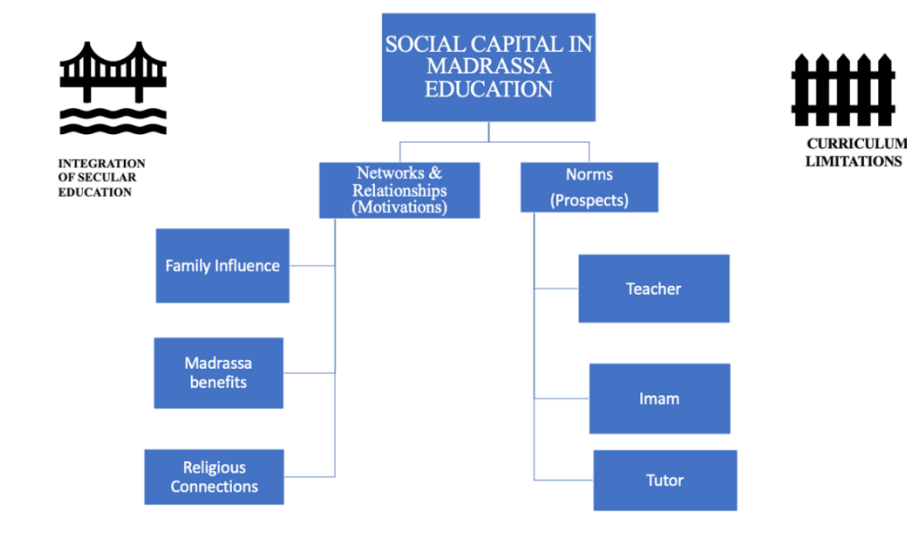 SOCIAL CAPITAL IN
MADRASSA
EDUCATION
INTEGRATION
OF SECULAR
EDUCATION
CURRICULUM
LIMITATIONS
Networks &
Relationships
(Motivations)
Norms
(Prospects)
Family Influence
Madrassa
benefits
Religious
Connections
Teacher
Imam
Tutor